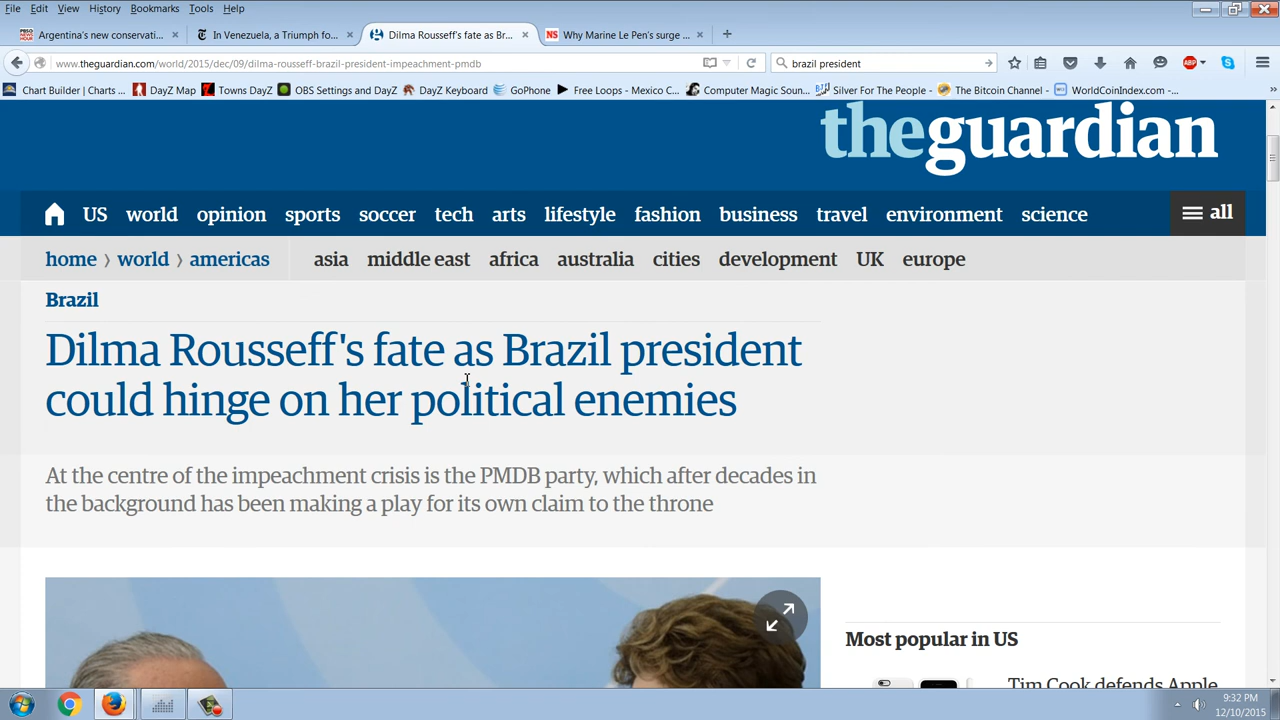 File Edit View History Bookmarks Tools Help
Argentina's new conservati... × In Venezuela, a Triumph fo... × Dilma Rousseff's fate as Br... × NS Why Marine Le Pen's surge ... × +
www.theguardian.com/world/2015/dec/09/dilma-rousseff-brazil-president-impeachment-pmdb brazil president ABP
Chart Builder | Charts ... DayZ Map Towns DayZ OBS Settings and DayZ DayZ Keyboard GoPhone Free Loops - Mexico C... Computer Magic Soun... Silver For The People - The Bitcoin Channel - WorldCoinIndex.com -... »
theguardian
US world opinion sports soccer tech arts lifestyle fashion business travel environment science all
home › world › americas asia middle east africa australia cities development UK europe
Brazil
Dilma Rousseff's fate as Brazil president
could hinge on her political enemies
At the centre of the impeachment crisis is the PMDB party, which after decades in
the background has been making a play for its own claim to the throne
Most popular in US
Tim Cook defends Apple
9:32 PM
12/10/2015